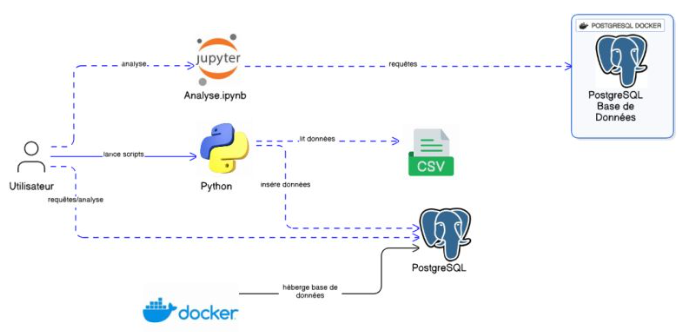 POSTGRESQL DOCKER
PostgreSQL
Base de
Données
analyse
jupyter
requêtes
Analyse.ipynb
lance scripts
lit données
CSV
Utilisateur
Python
insère données
requêtes/analyse
PostgreSQL
héberge base de
données
docker